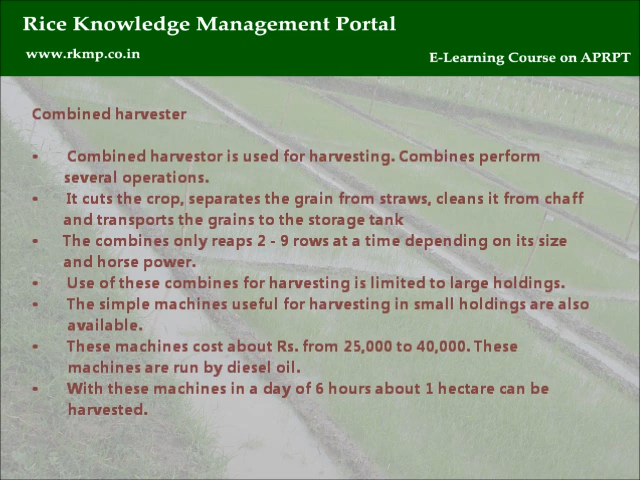 Rice Knowledge Management Portal
www.rkmp.co.in
E-Learning Course on APRPT
Combined harvester
• Combined harvestor is used for harvesting. Combines perform
several operations.
• It cuts the crop, separates the grain from straws, cleans it from chaff
and transports the grains to the storage tank
• The combines only reaps 2 - 9 rows at a time depending on its size
and horse power.
• Use of these combines for harvesting is limited to large holdings.
• The simple machines useful for harvesting in small holdings are also
available.
• These machines cost about Rs. from 25,000 to 40,000. These
machines are run by diesel oil.
• With these machines in a day of 6 hours about 1 hectare can be
harvested.